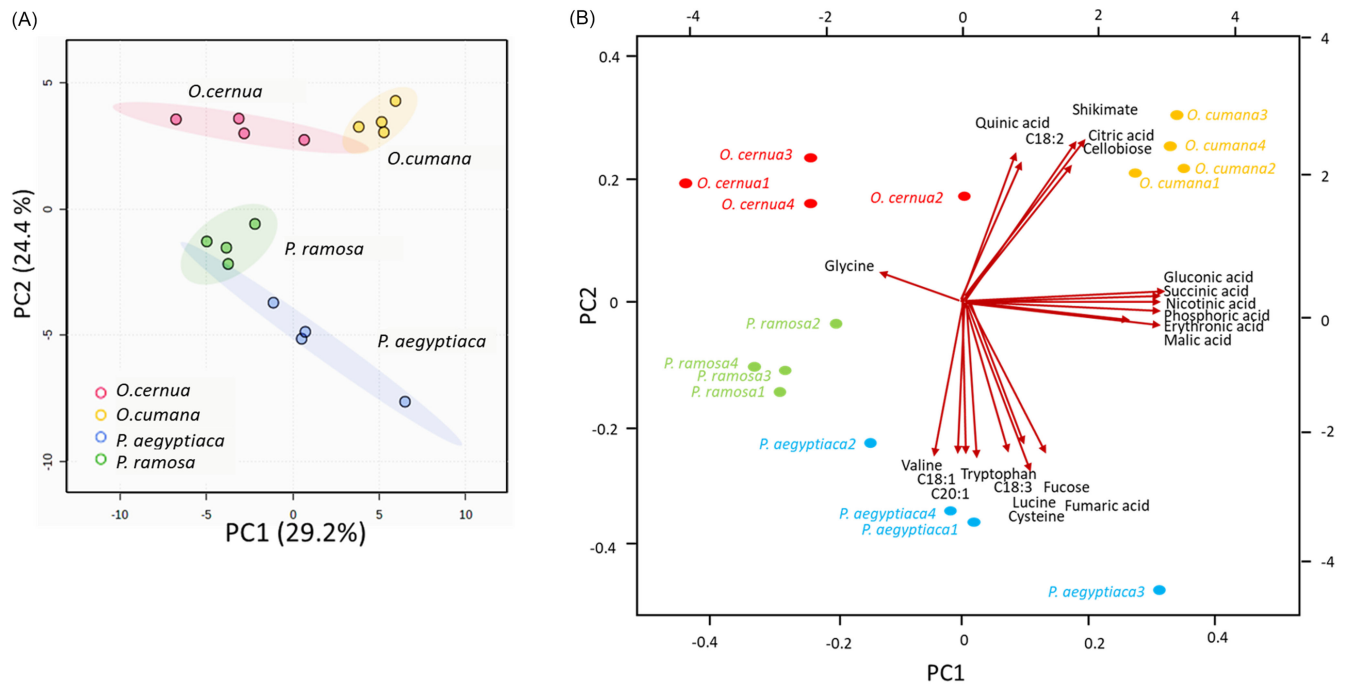 (A)
5
0
-5
-10
PC2 (24.4 %)
O.cernua
O.cumana
P. ramosa
P. aegyptiaca
O.cernua
O.cumana
P. aegyptiaca
P. ramosa
-10
-5
0
5
10
PC1 (29.2%)
(B)
-4
-2
0
2
4
0.4
0.2
0
-0.2
-0.4
PC2
4
2
0
-2
-4
Shikimate
Quinic acid
C18:2
Citric acid
Cellobiose
O. cumana3
O. cumana4
O. cumana2
O. cumana1
O. cernua3
O. cernua1
O. cernua4
O. cernua2
Glycine
Gluconic acid
Succinic acid
Nicotinic acid
Phosphoric acid
Erythronic acid
Malic acid
P. ramosa2
P. ramosa4
P. ramosa3
P. ramosa1
P. aegyptiaca2
Valine
C18:1
C20:1
Tryptophan
C18:3
Fucose
Lucine
Fumaric acid
Cysteine
P. aegyptiaca4
P. aegyptiaca1
P. aegyptiaca3
-0.4
-0.2
0
0.2
0.4
PC1